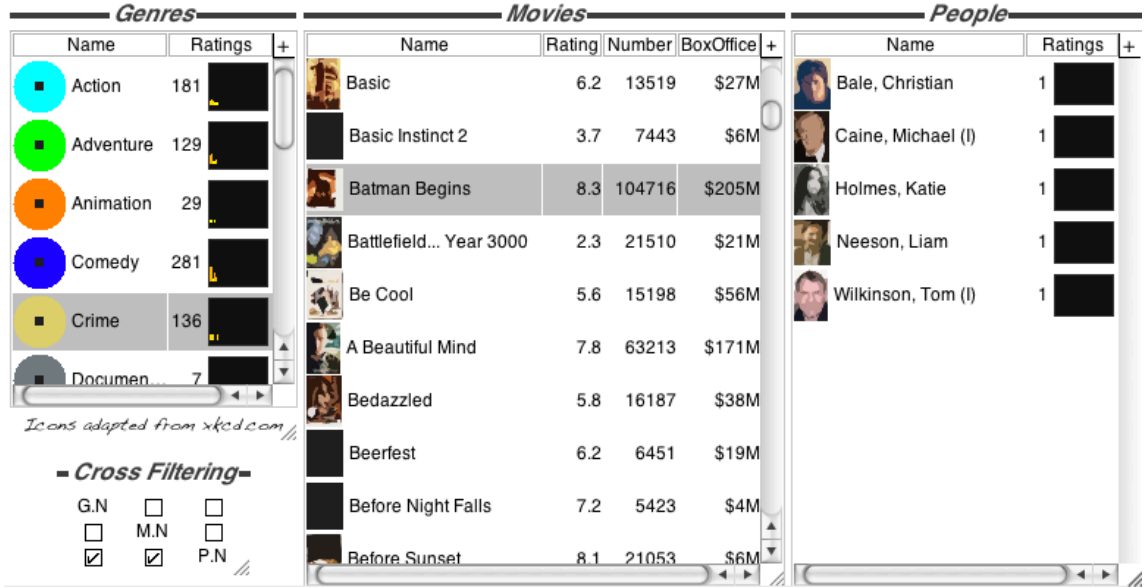 Genres
Name Ratings +
Action 181
Adventure 129
Animation 29
Comedy 281
Crime 136
Documen... 7
Icons adapted from xkcd.com
Cross Filtering
G.N
M.N
P.N
Movies
Name Rating Number BoxOffice +
Basic 6.2 13519 $27M
Basic Instinct 2 3.7 7443 $6M
Batman Begins 8.3 104716 $205M
Battlefield... Year 3000 2.3 21510 $21M
Be Cool 5.6 15198 $56M
A Beautiful Mind 7.8 63213 $171M
Bedazzled 5.8 16187 $38M
Beerfest 6.2 6451 $19M
Before Night Falls 7.2 5423 $4M
Before Sunset 8.1 21053 $6M
People
Name Ratings +
Bale, Christian 1
Caine, Michael (I) 1
Holmes, Katie 1
Neeson, Liam 1
Wilkinson, Tom (I) 1